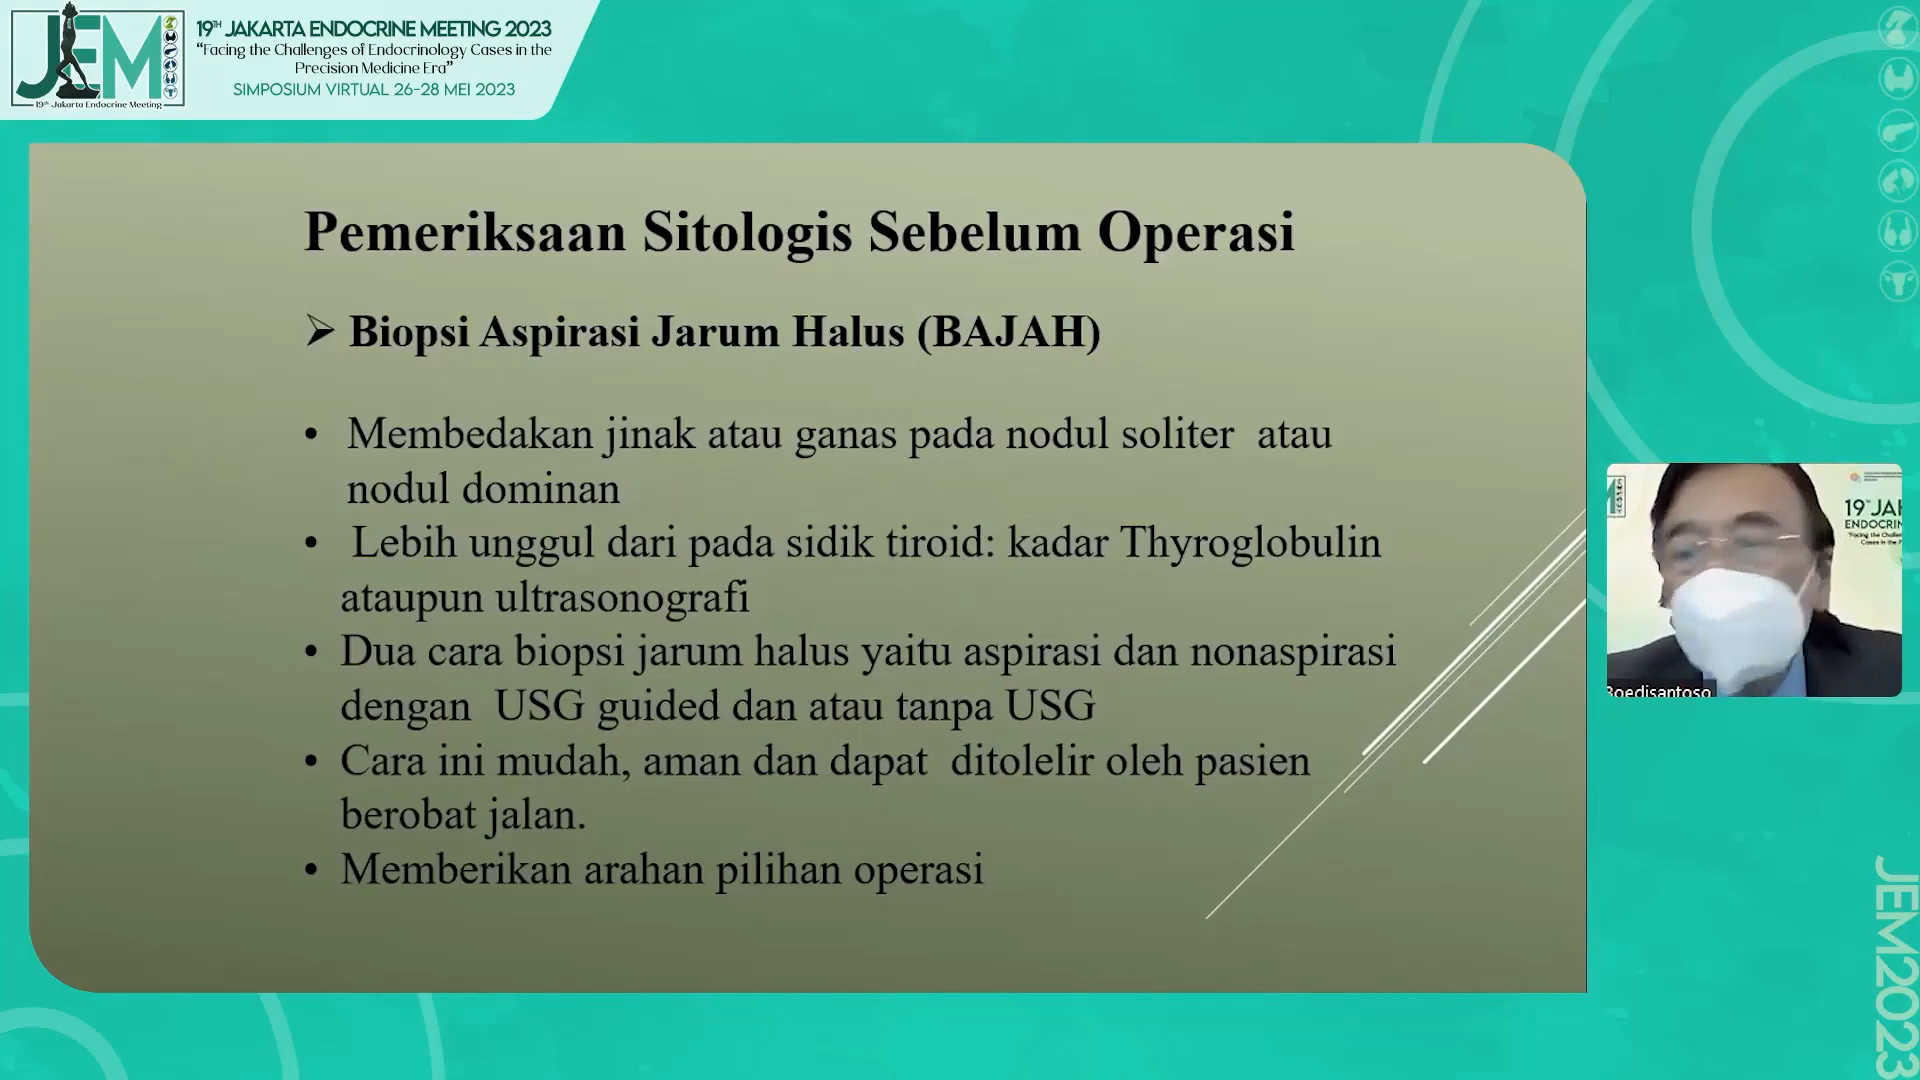 JEM
19th Jakarta Endocrine Meeting
19TH JAKARTA ENDOCRINE MEETING 2023
“Facing the Challenges of Endocrinology Cases in the
Precision Medicine Era”
SIMPOSIUM VIRTUAL 26-28 MEI 2023
Pemeriksaan Sitologis Sebelum Operasi
➢ Biopsi Aspirasi Jarum Halus (BAJAH)
• Membedakan jinak atau ganas pada nodul soliter atau
nodul dominan
• Lebih unggul dari pada sidik tiroid: kadar Thyroglobulin
ataupun ultrasonografi
• Dua cara biopsi jarum halus yaitu aspirasi dan nonaspirasi
dengan USG guided dan atau tanpa USG
• Cara ini mudah, aman dan dapat ditolelir oleh pasien
berobat jalan.
• Memberikan arahan pilihan operasi
19TH JA
ENDOCRIN
Boedisantoso
JEM2023